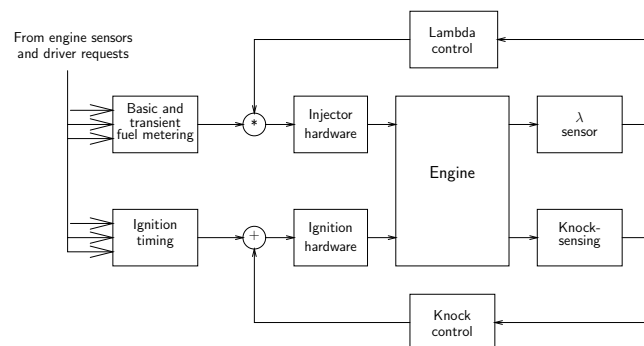 From engine sensors
and driver requests
Lambda
control
Basic and
transient
fuel metering
*
Injector
hardware
Engine
λ
sensor
Ignition
timing
+
Ignition
hardware
Knock-
sensing
Knock
control